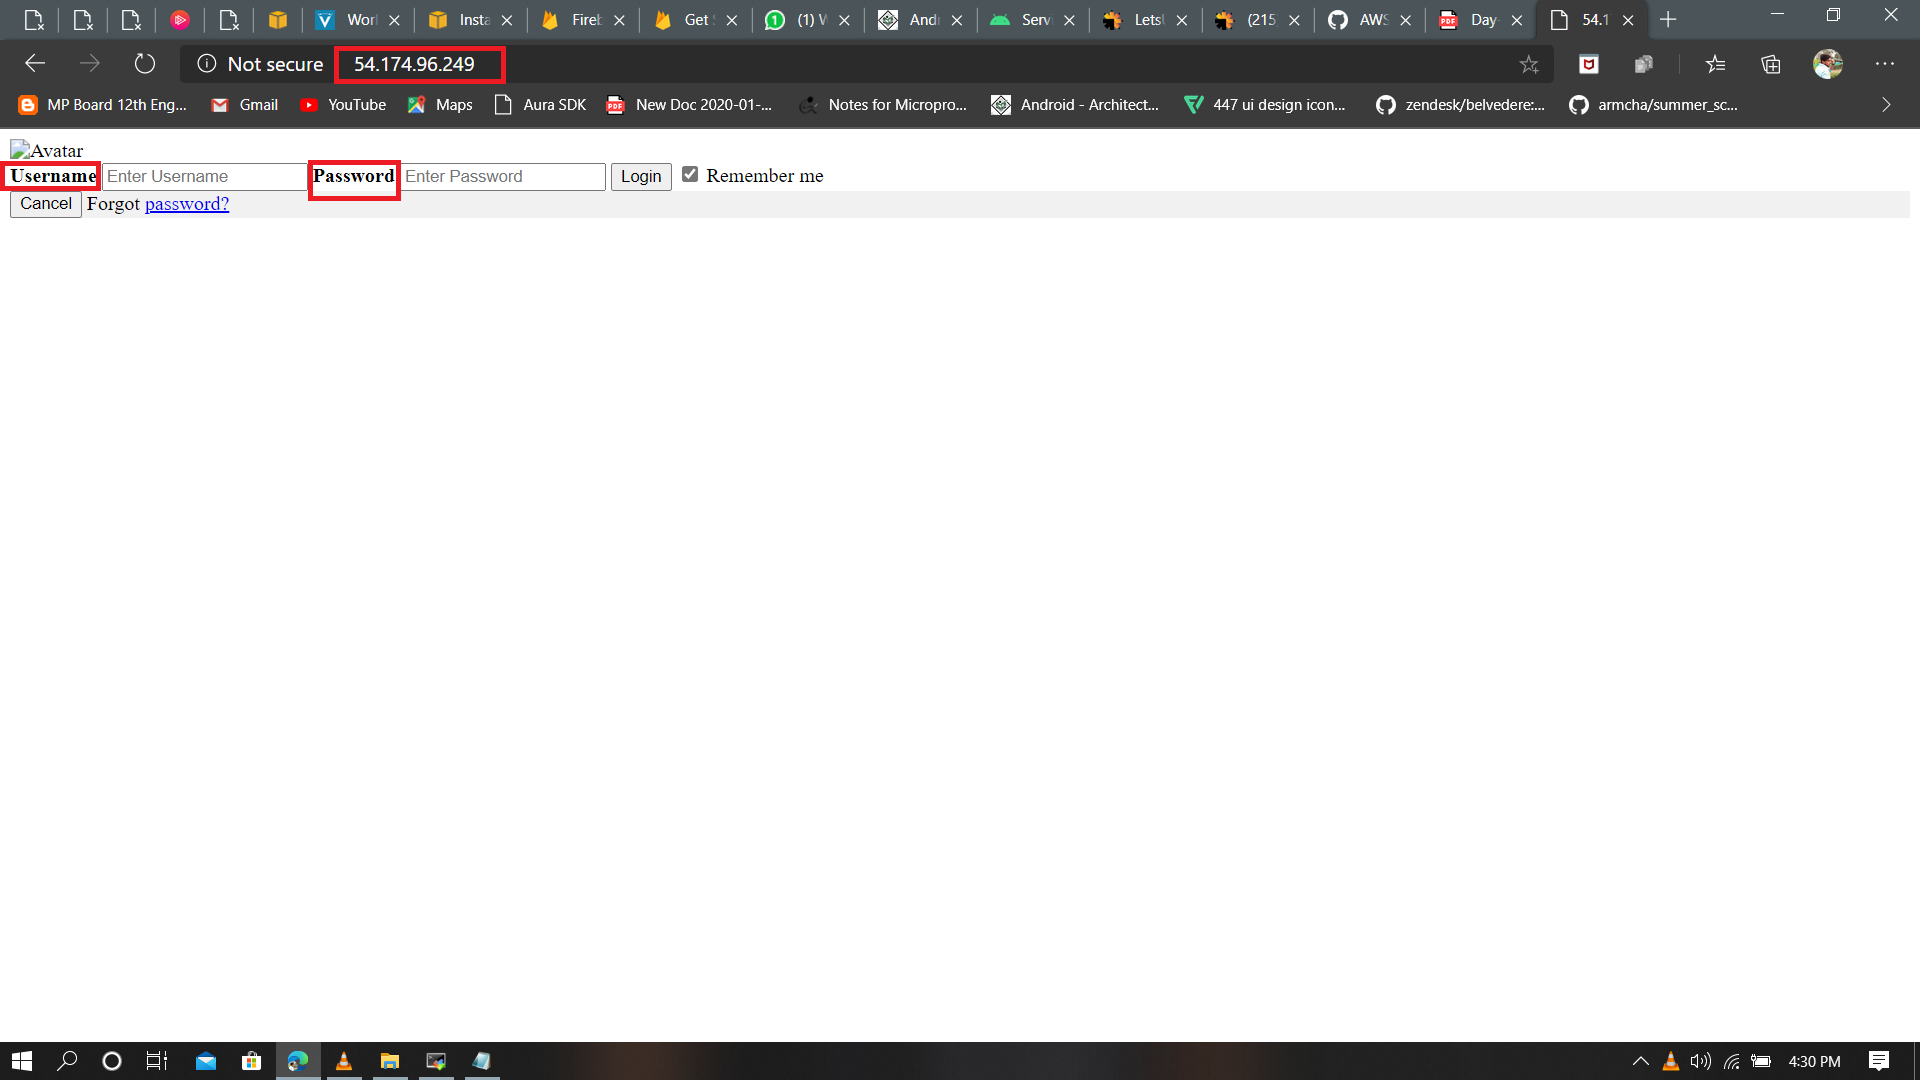 Worl Insta Fireb Get S (1) W Andr Servi LetsU (215 AWS Day- 54.1
Not secure 54.174.96.249
MP Board 12th Eng... Gmail YouTube Maps Aura SDK New Doc 2020-01-... Notes for Micropro... Android - Architect... 447 ui design icon... zendesk/belvedere:... armcha/summer_sc...
Avatar
Username Enter Username Password Enter Password Login Remember me
Cancel Forgot password?
4:30 PM